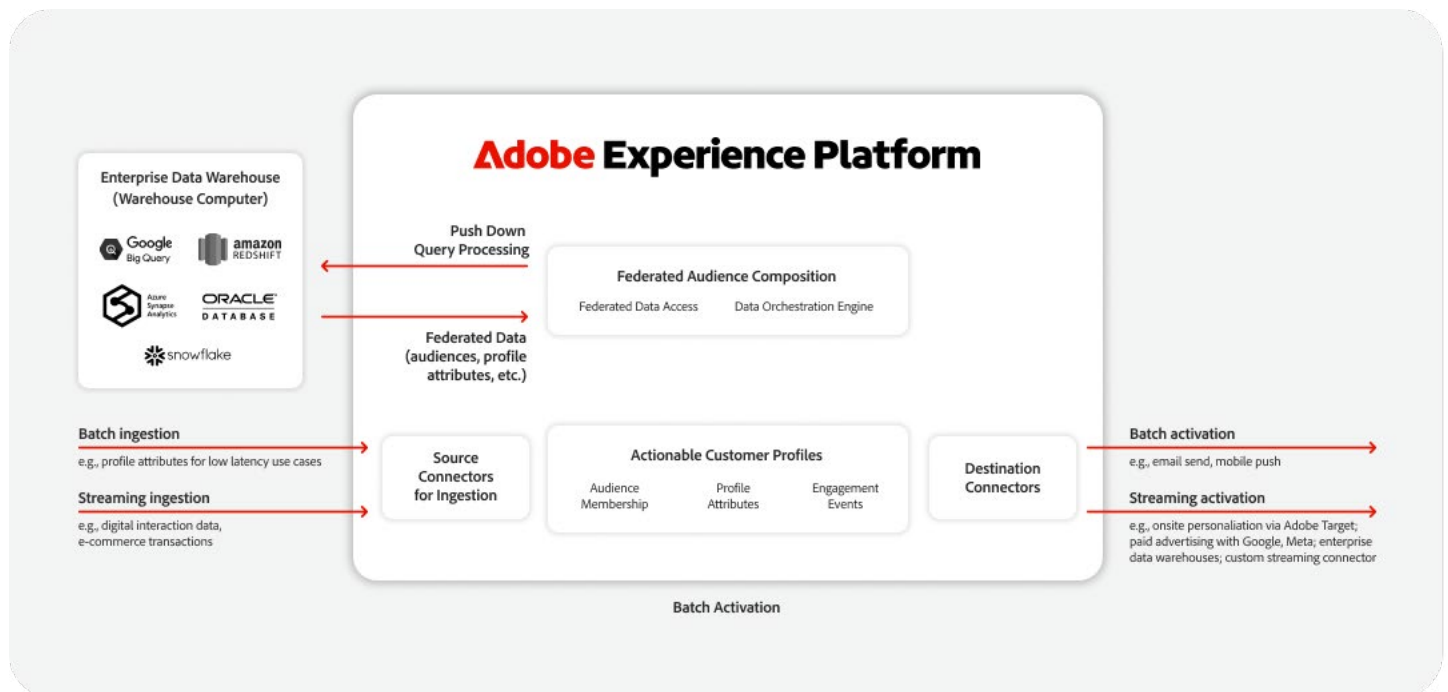 Adobe Experience Platform
Enterprise Data Warehouse
(Warehouse Computer)
Google
Big Query
amazon
REDSHIFT
Azure
Synapse
Analytics
ORACLE
DATABASE
snowflake
Push Down
Query Processing
Federated Data
(audiences, profile
attributes, etc.)
Federated Audience Composition
Federated Data Access
Data Orchestration Engine
Batch ingestion
e.g., profile attributes for low latency use cases
Streaming ingestion
e.g., digital interaction data,
e-commerce transactions
Source
Connectors
for Ingestion
Actionable Customer Profiles
Audience
Membership
Profile
Attributes
Engagement
Events
Destination
Connectors
Batch activation
e.g., email send, mobile push
Streaming activation
e.g., onsite personaliation via Adobe Target;
paid advertising with Google, Meta; enterprise
data warehouses; custom streaming connector
Batch Activation